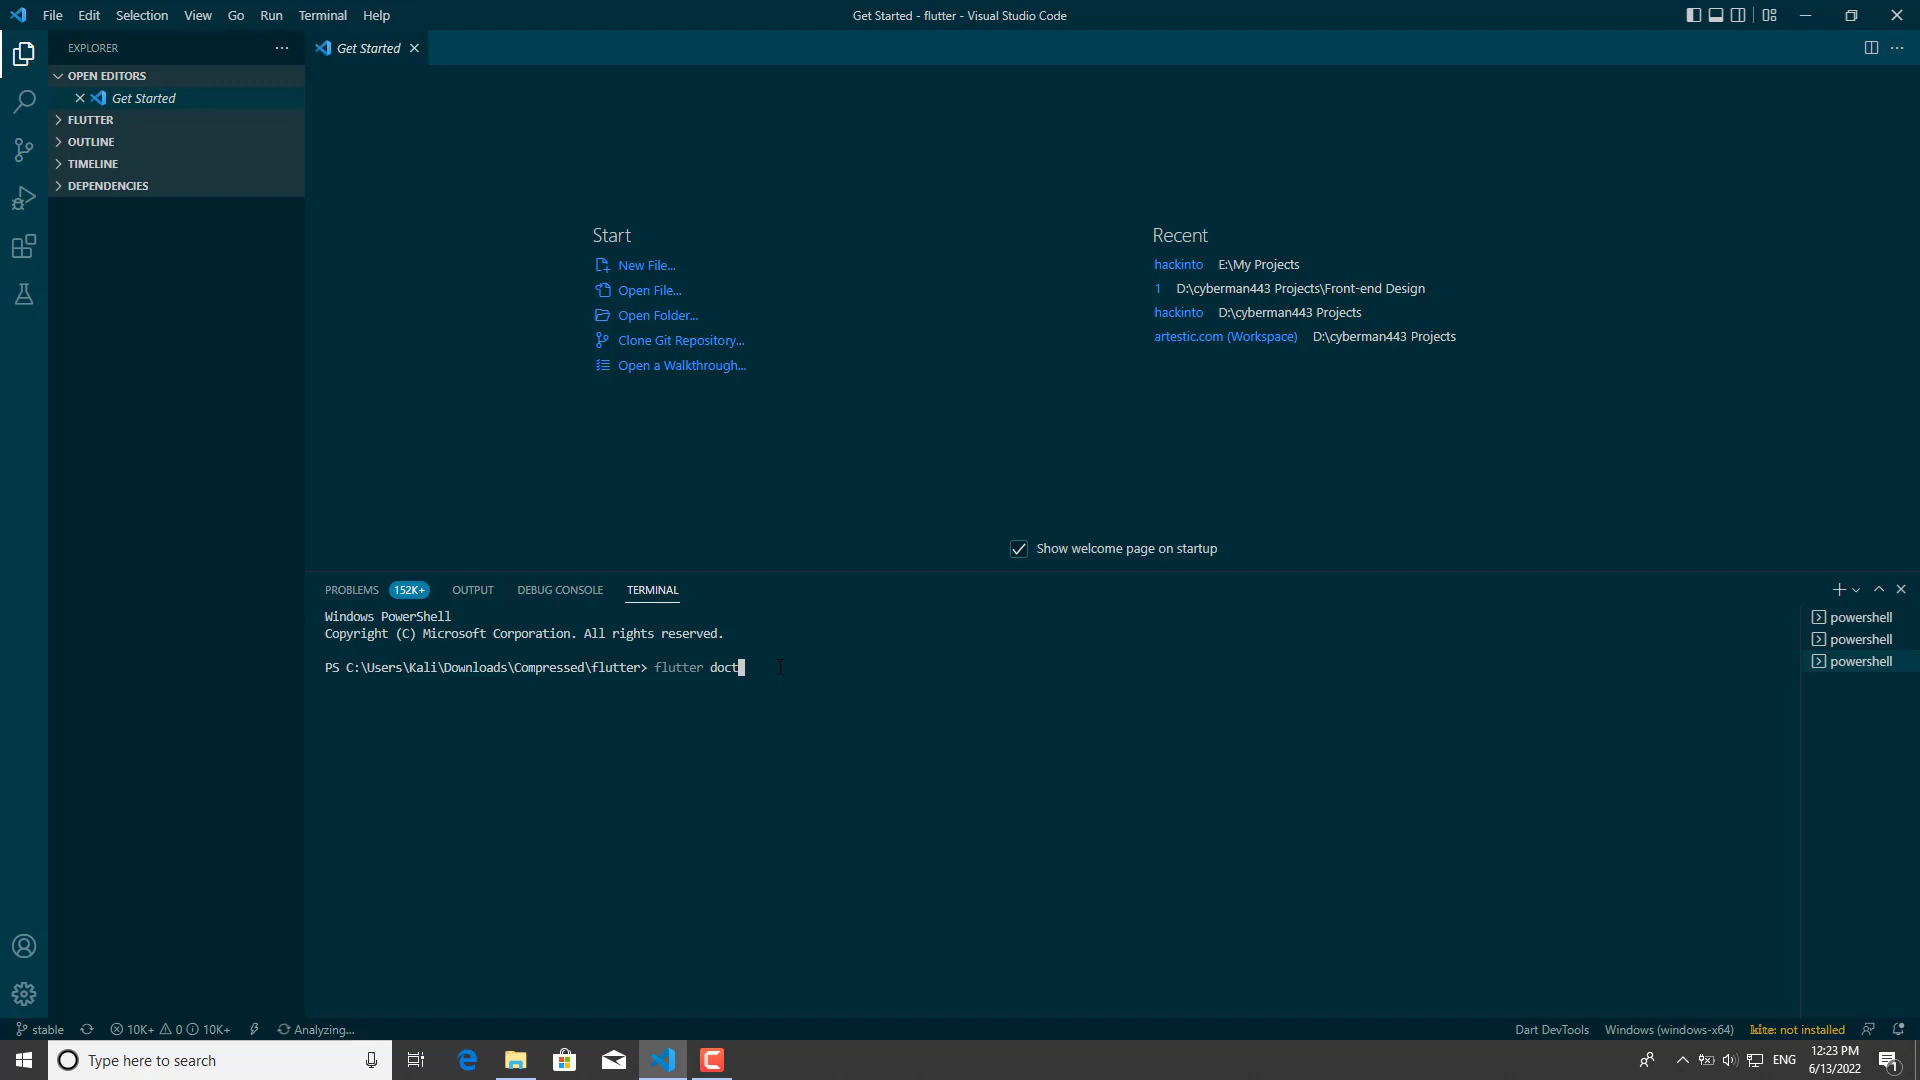 File Edit Selection View Go Run Terminal Help
Get Started - flutter - Visual Studio Code
EXPLORER
Get Started
OPEN EDITORS
Get Started
FLUTTER
OUTLINE
TIMELINE
DEPENDENCIES
Start
New File...
Open File...
Open Folder...
Clone Git Repository...
Open a Walkthrough...
Recent
hackinto E:\My Projects
1 D:\cyberman443 Projects\Front-end Design
hackinto D:\cyberman443 Projects
artestic.com (Workspace) D:\cyberman443 Projects
Show welcome page on startup
PROBLEMS 152K+ OUTPUT DEBUG CONSOLE TERMINAL
Windows PowerShell
Copyright (C) Microsoft Corporation. All rights reserved.
PS C:\Users\Kali\Downloads\Compressed\flutter> flutter doct
powershell
powershell
powershell
stable 10K+ 0 10K+ Analyzing...
Dart DevTools Windows (windows-x64) kite: not installed
Type here to search
ENG
12:23 PM
6/13/2022
1